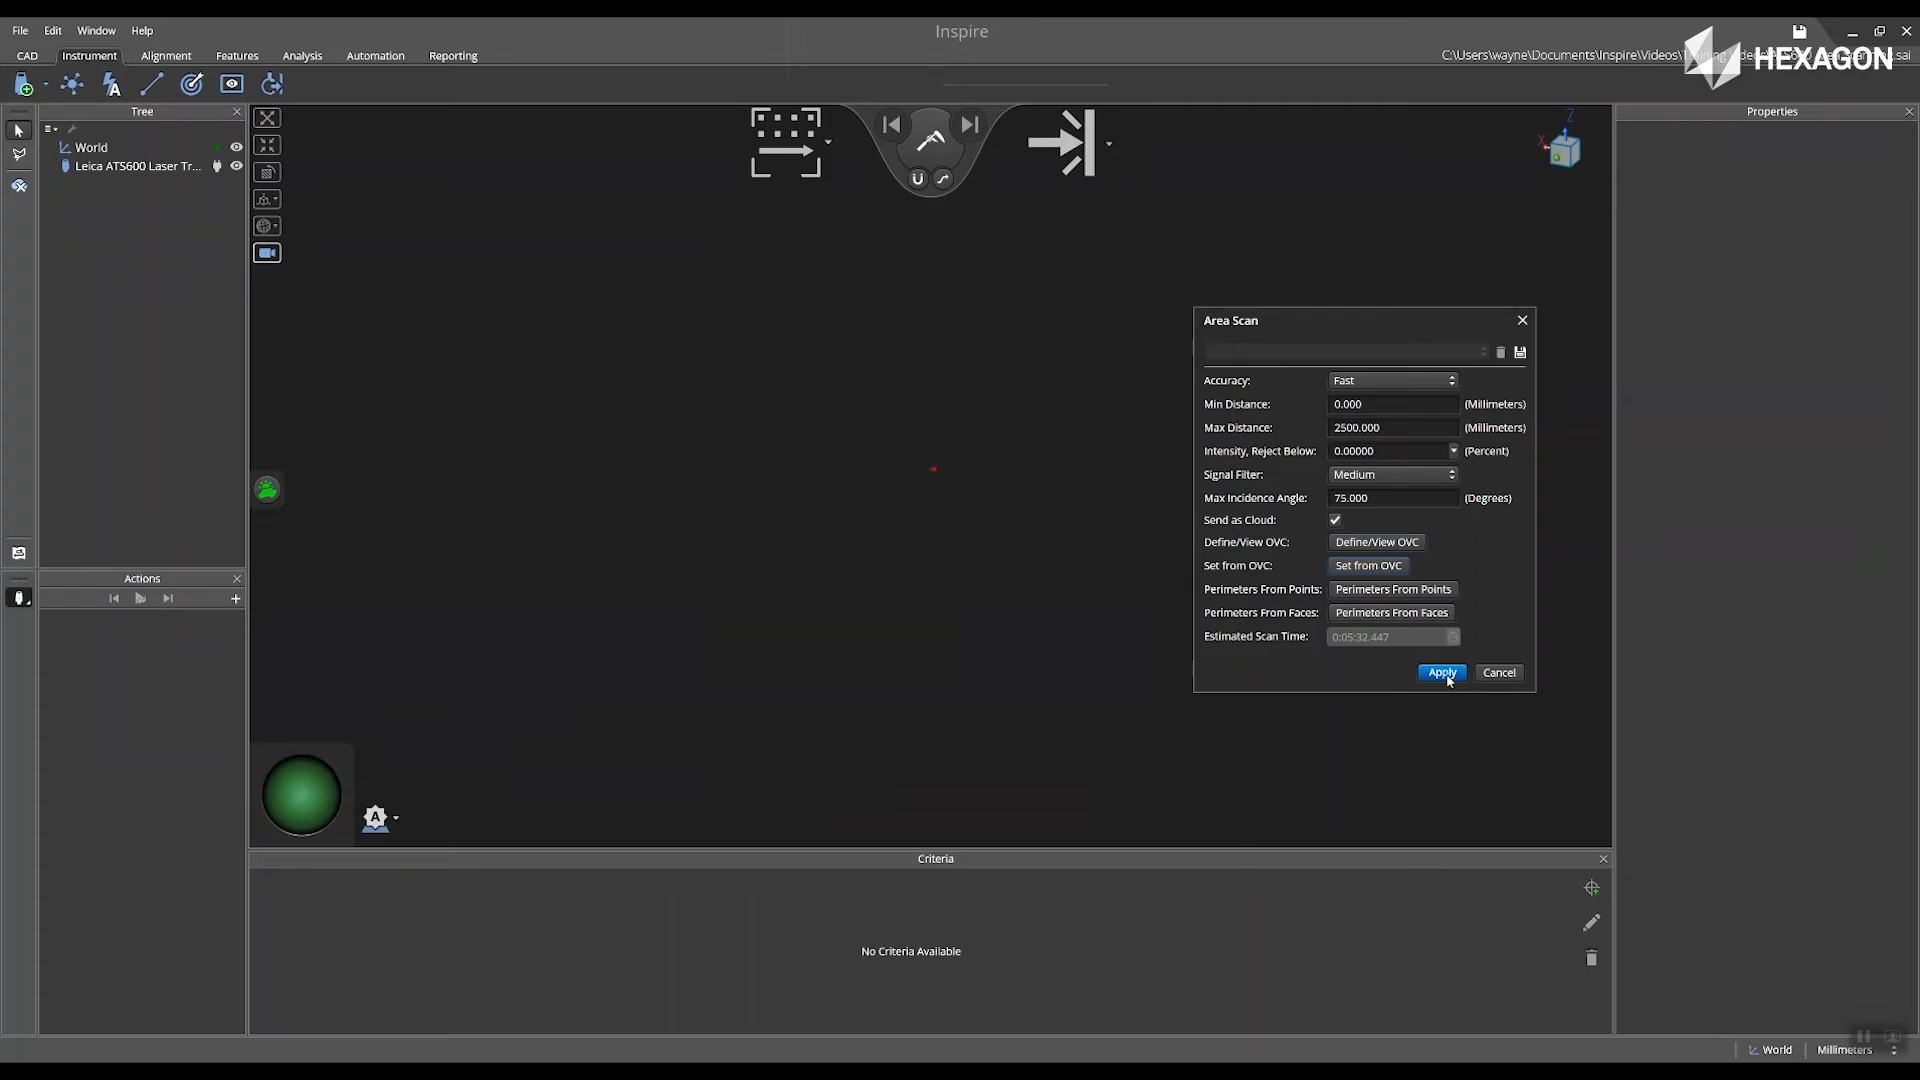 File Edit Window Help
Inspire
CAD Instrument Alignment Features Analysis Automation Reporting
HEXAGON
Tree
World
Leica ATS600 Laser Tr...
Properties
X
Z
Area Scan
Accuracy: Fast
Min Distance: 0.000 (Millimeters)
Max Distance: 2500.000 (Millimeters)
Intensity, Reject Below: 0.00000 (Percent)
Signal Filter: Medium
Max Incidence Angle: 75.000 (Degrees)
Send as Cloud:
Define/View OVC: Define/View OVC
Set from OVC: Set from OVC
Perimeters From Points: Perimeters From Points
Perimeters From Faces: Perimeters From Faces
Estimated Scan Time: 0:05:32.447
Apply Cancel
Actions
A
Criteria
No Criteria Available
World Millimeters